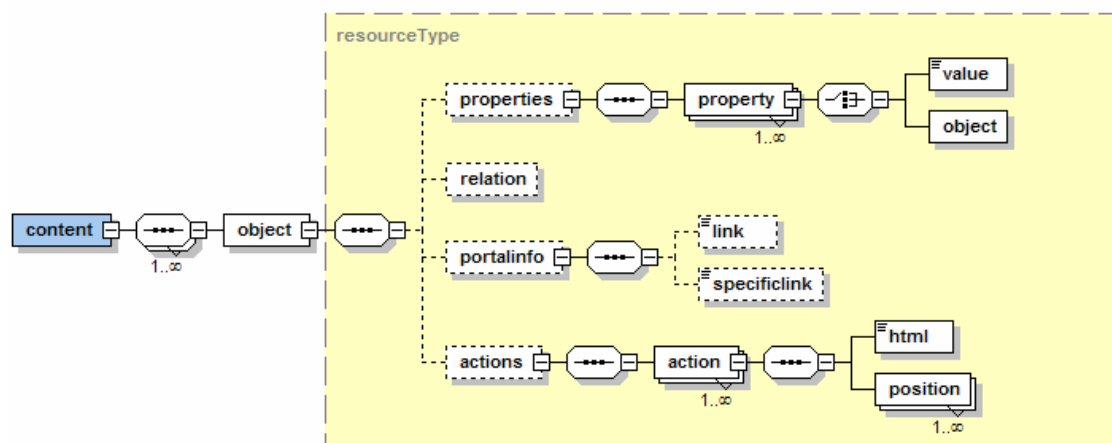 resourceType
properties
property
1..∞
value
object
relation
content
1..∞
object
portalinfo
link
specificlink
actions
action
1..∞
html
position
1..∞